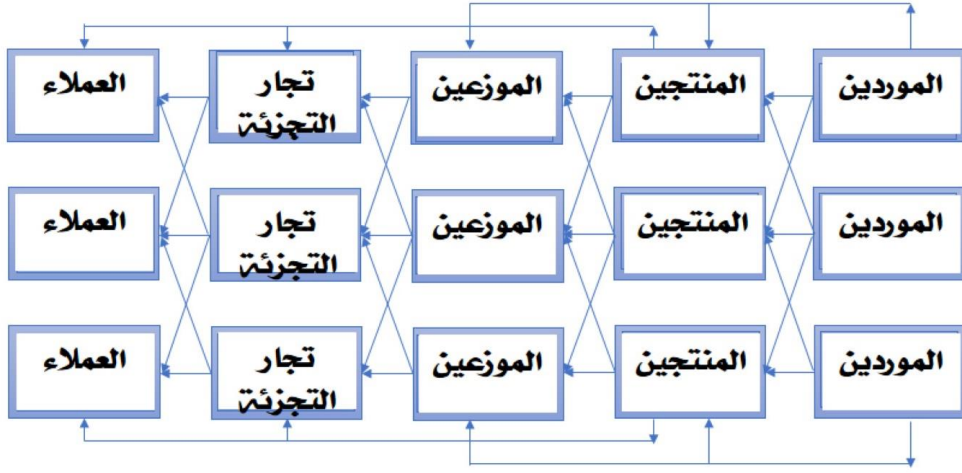 الموردين
المنتجين
الموزعين
تجار
التجزئة
العملاء
الموردين
المنتجين
الموزعين
تجار
التجزئة
العملاء
الموردين
المنتجين
الموزعين
تجار
التجزئة
العملاء